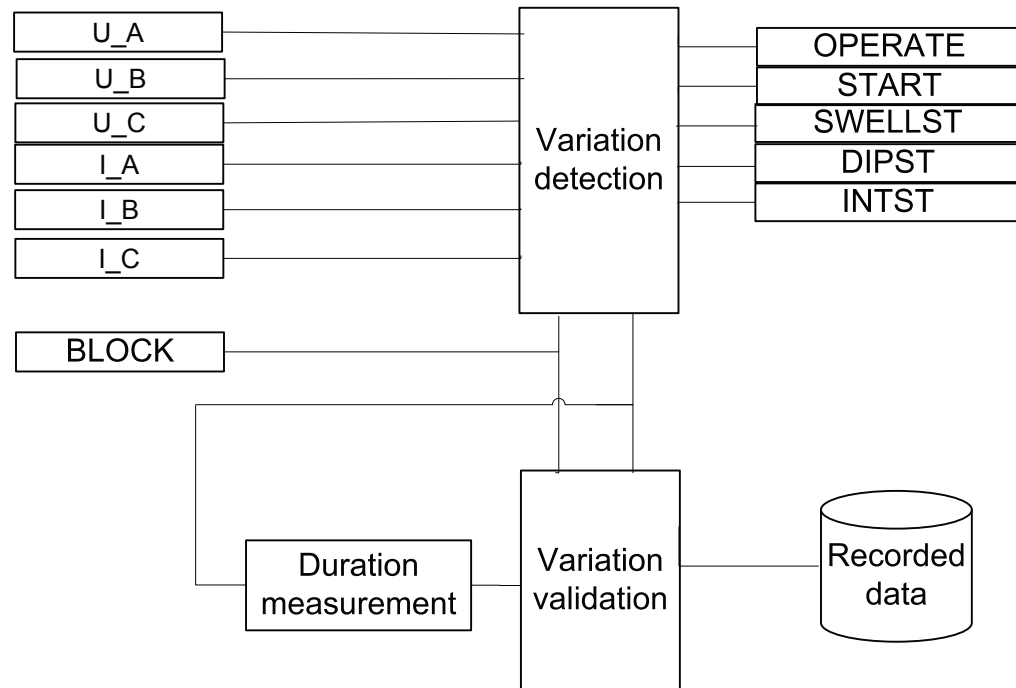 U_A
U_B
U_C
I_A
I_B
I_C
BLOCK
Variation
detection
OPERATE
START
SWELLST
DIPST
INTST
Duration
measurement
Variation
validation
Recorded
data